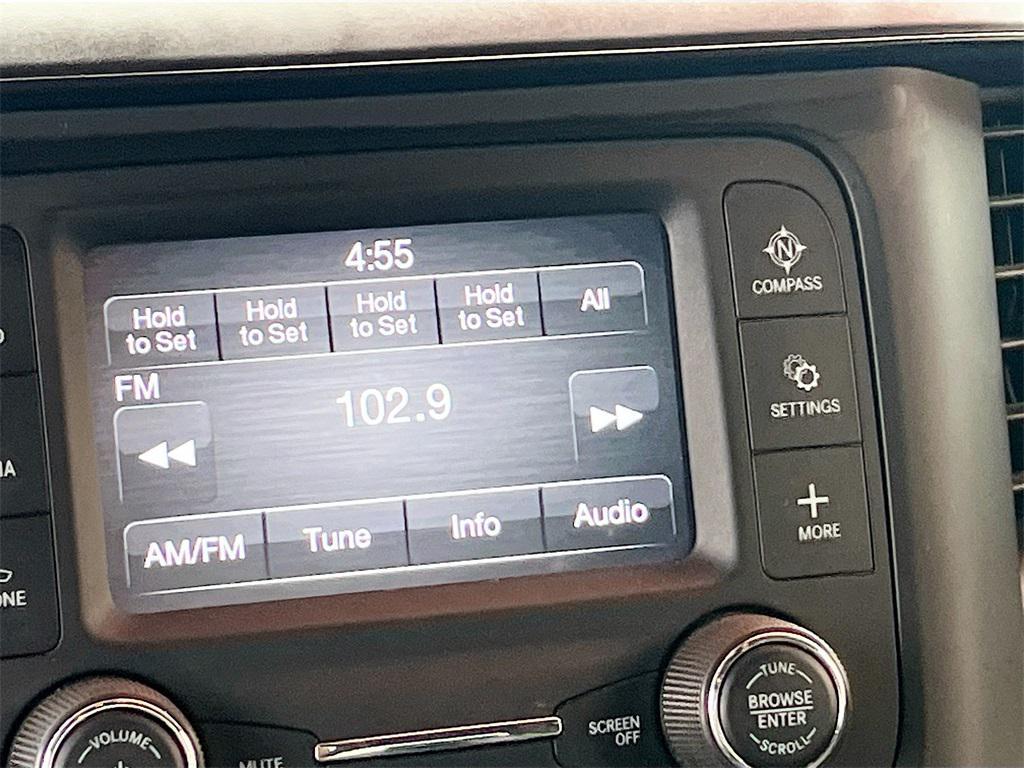 4:55
Hold
to Set
Hold
to Set
Hold
to Set
Hold
to Set
All
FM
102.9
AM/FM
Tune
Info
Audio
N
COMPASS
SETTINGS
MORE
VOLUME
MUTE
SCREEN
OFF
TUNE
BROWSE
ENTER
SCROLL